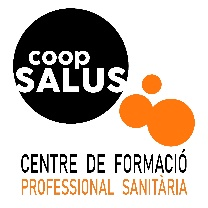 coop
SALUS
CENTRE DE FORMACIÓ
PROFESSIONAL SANITÀRIA